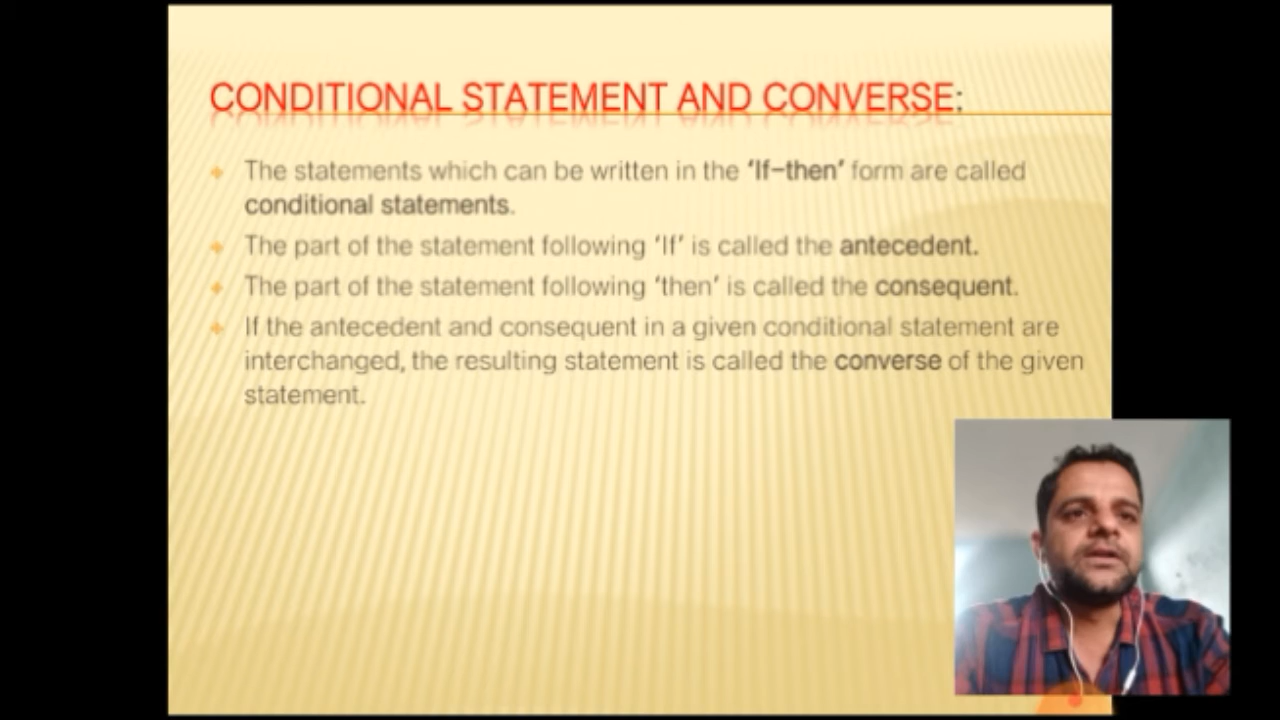 CONDITIONAL STATEMENT AND CONVERSE:
The statements which can be written in the ‘If-then’ form are called
conditional statements.
The part of the statement following ‘If’ is called the antecedent.
The part of the statement following ‘then’ is called the consequent.
If the antecedent and consequent in a given conditional statement are
interchanged, the resulting statement is called the converse of the given
statement.